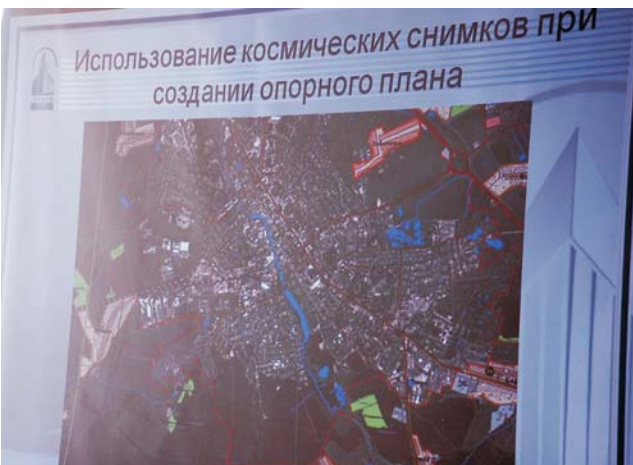 Использование космических снимков при
создании опорного плана